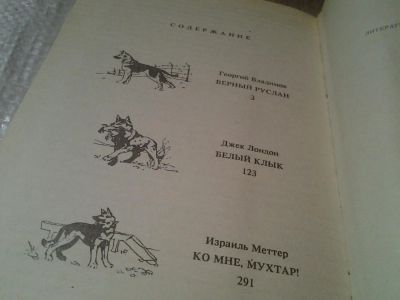 СОДЕРЖАНИЕ
Георгий Владимов
ВЕРНЫЙ РУСЛАН
3
Джек Лондон
БЕЛЫЙ КЛЫК
123
Израиль Меттер
КО МНЕ, МУХТАР!
291